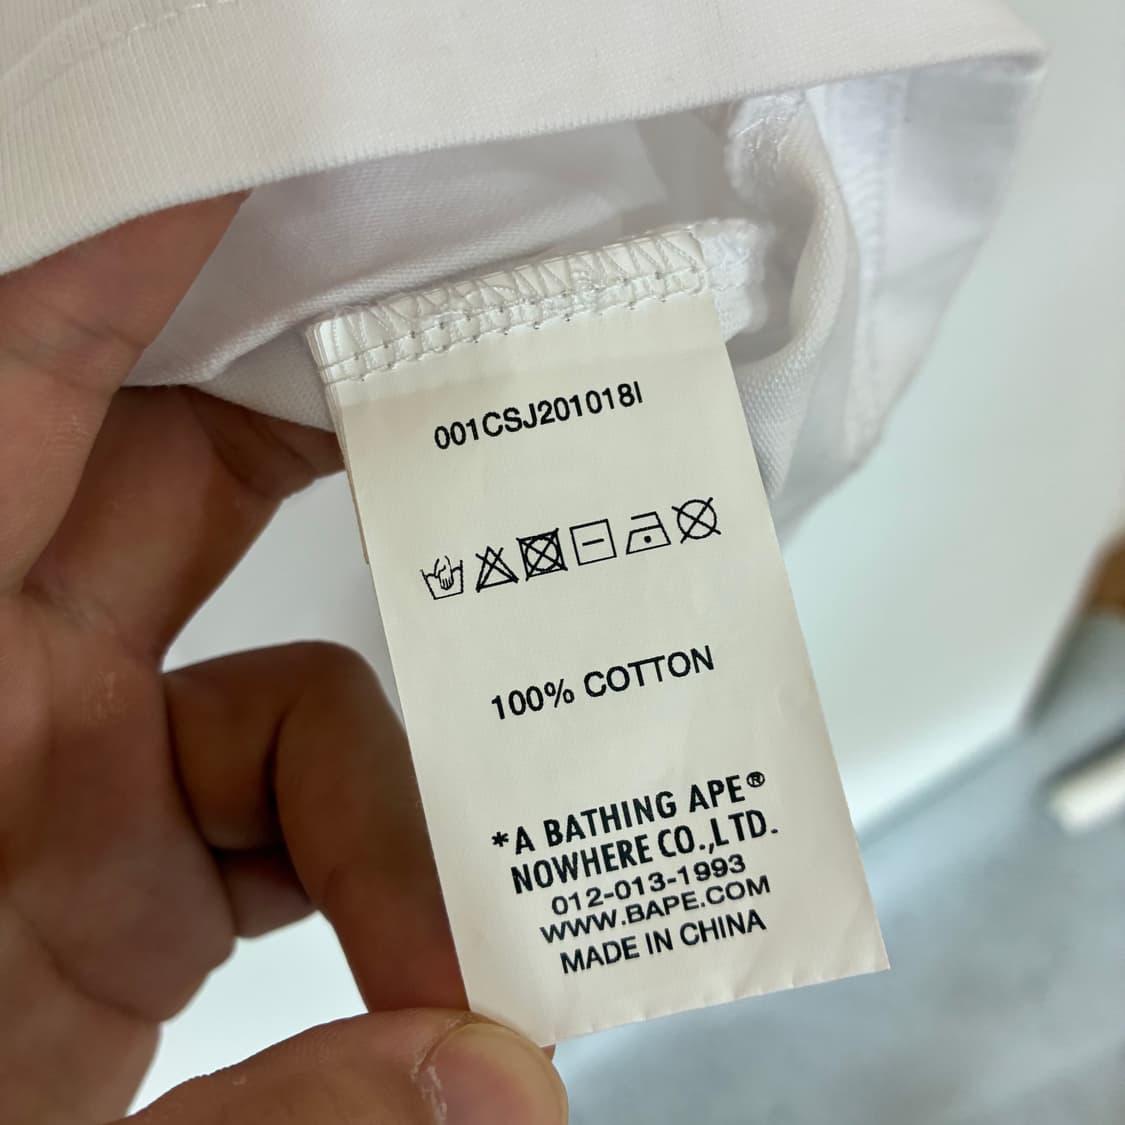 001CSJ201018I
100% COTTON
*A BATHING APE®
NOWHERE CO.,LTD.
012-013-1993
WWW.BAPE.COM
MADE IN CHINA